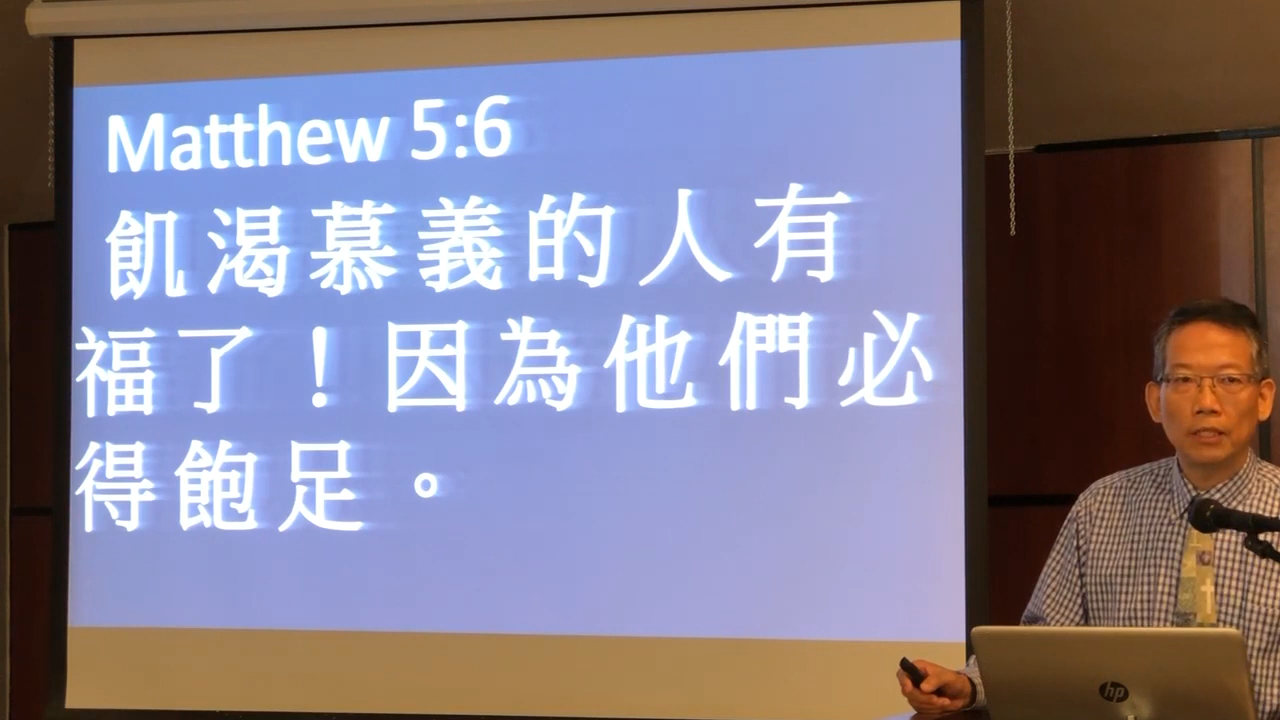 Matthew 5:6
飢渴慕義的人有
福了！因為他們必
得飽足。
hp